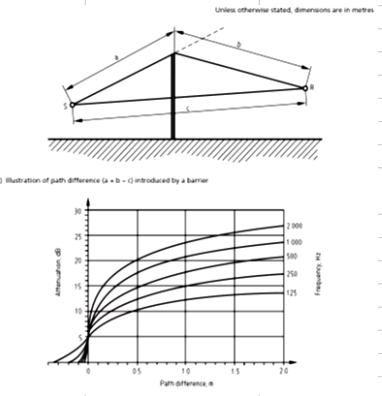 Unless otherwise stated, dimensions are in metres
a
b
S
R
c
) Illustration of path difference (a + b − c) introduced by a barrier
Attenuation, dB
30
25
20
15
10
5
2 000
1 000
500
250
125
Frequency, Hz
0
0.5
1.0
1.5
2.0
Path difference, m